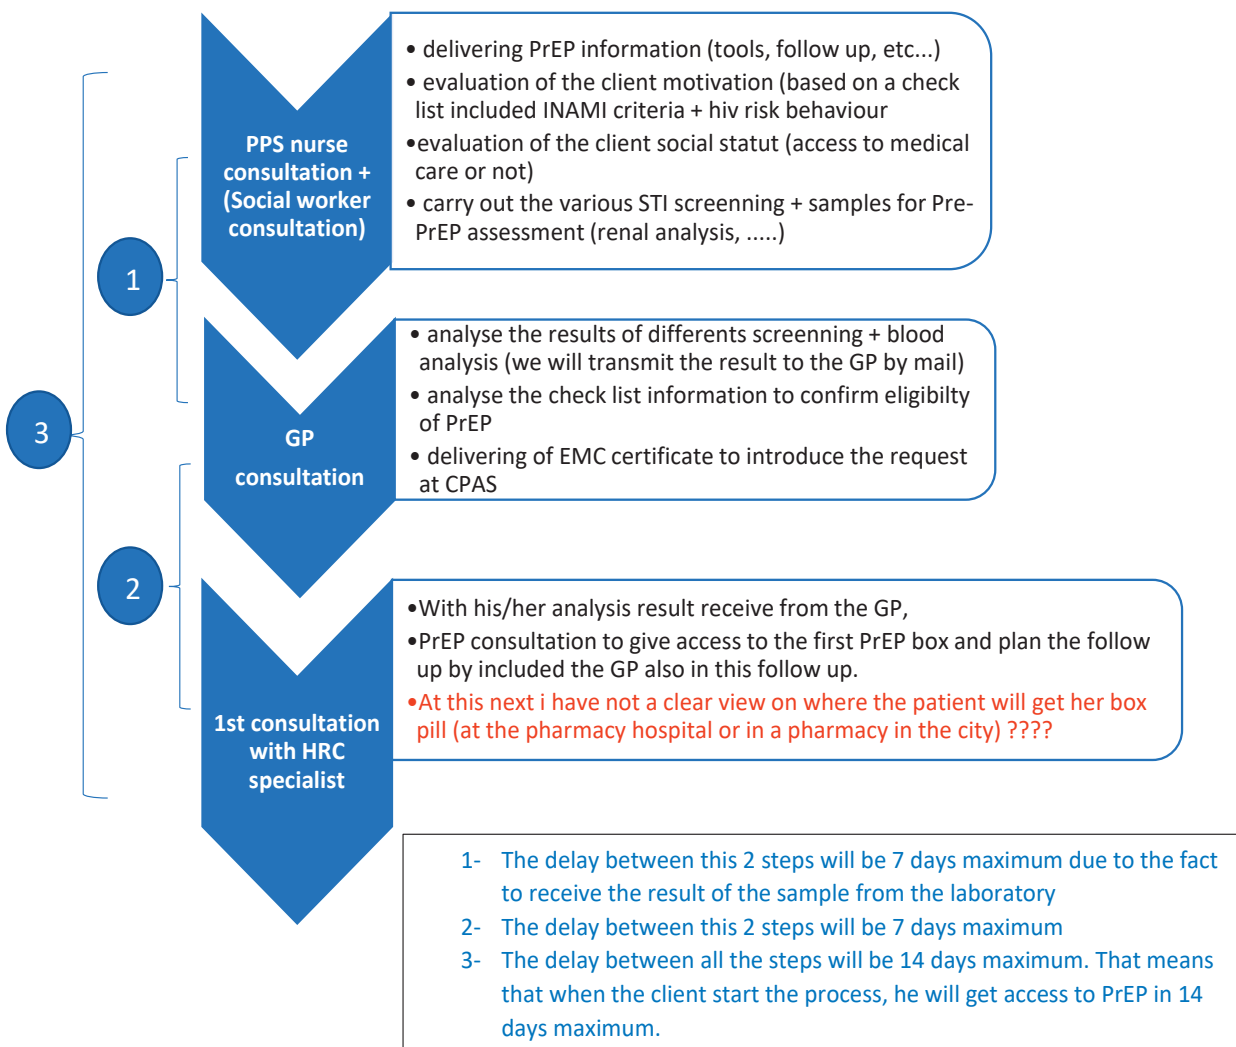 PPS nurse
consultation +
(Social worker
consultation)
• delivering PrEP information (tools, follow up, etc...)
• evaluation of the client motivation (based on a check
list included INAMI criteria + hiv risk behaviour
•evaluation of the client social statut (access to medical
care or not)
• carry out the various STI screenning + samples for Pre-
PrEP assessment (renal analysis, .....)
1
GP
consultation
• analyse the results of differents screenning + blood
analysis (we will transmit the result to the GP by mail)
• analyse the check list information to confirm eligibilty
of PrEP
• delivering of EMC certificate to introduce the request
at CPAS
3
2
1st consultation
with HRC
specialist
•With his/her analysis result receive from the GP,
•PrEP consultation to give access to the first PrEP box and plan the follow
up by included the GP also in this follow up.
•At this next i have not a clear view on where the patient will get her box
pill (at the pharmacy hospital or in a pharmacy in the city) ????
1- The delay between this 2 steps will be 7 days maximum due to the fact
to receive the result of the sample from the laboratory
2- The delay between this 2 steps will be 7 days maximum
3- The delay between all the steps will be 14 days maximum. That means
that when the client start the process, he will get access to PrEP in 14
days maximum.